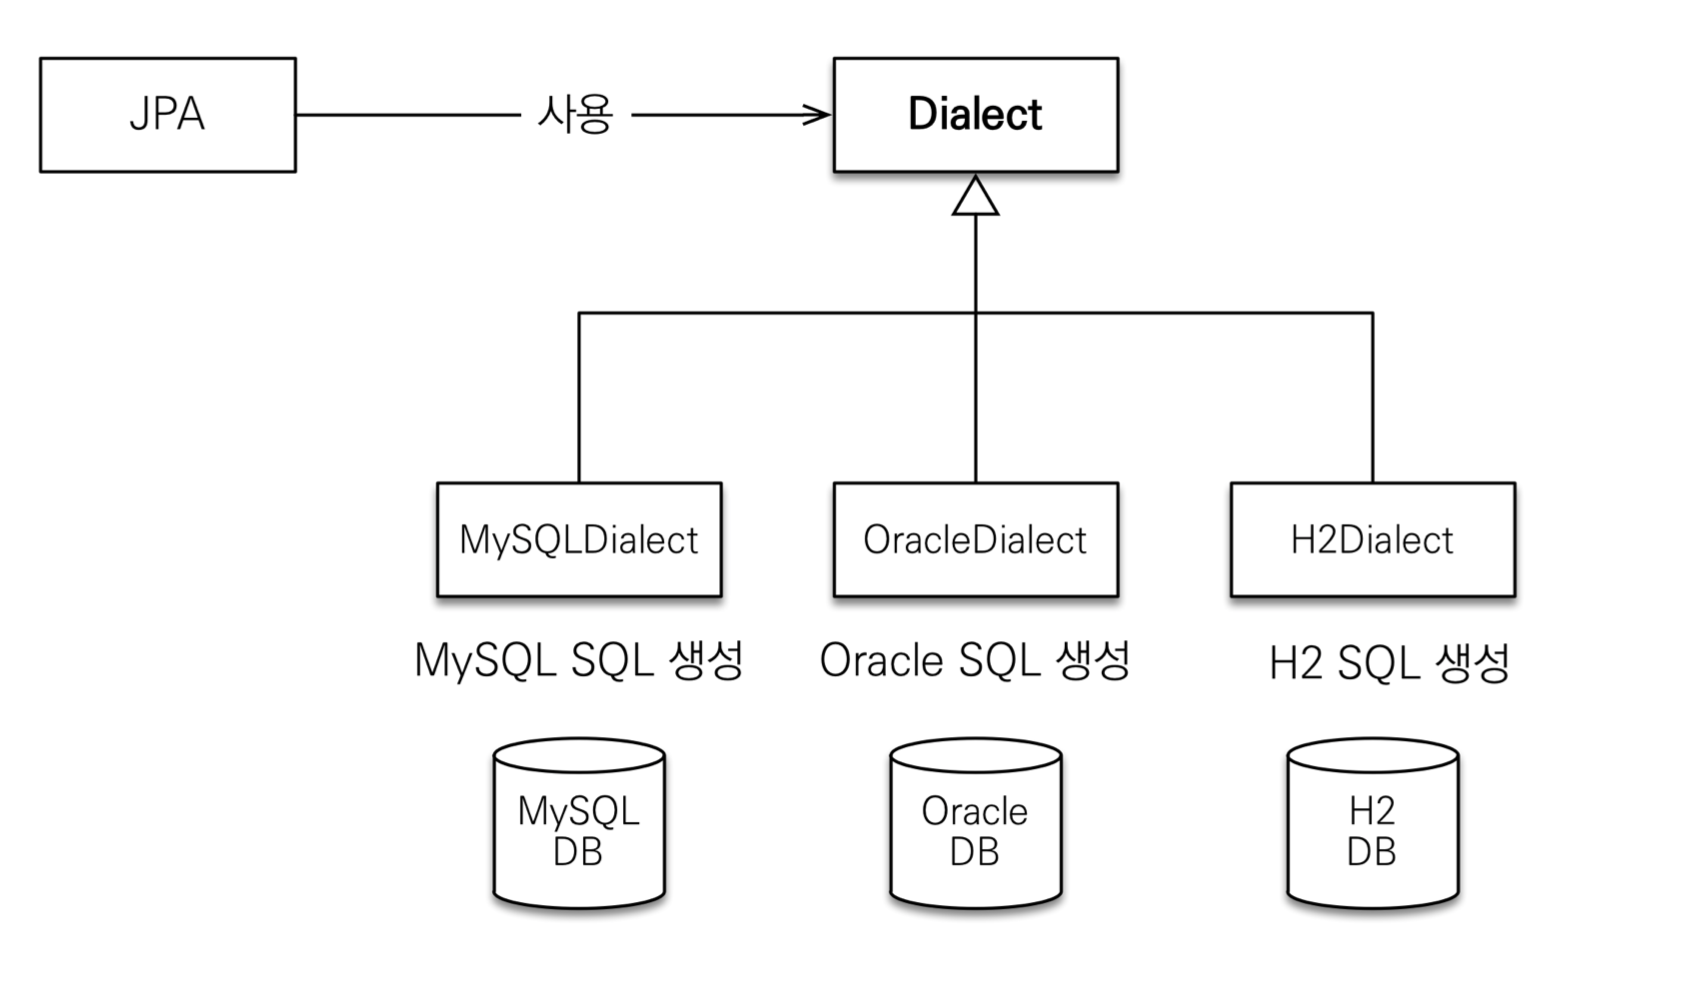 JPA
사용
Dialect
MySQLDialect
OracleDialect
H2Dialect
MySQL SQL 생성
Oracle SQL 생성
H2 SQL 생성
MySQL
DB
Oracle
DB
H2
DB